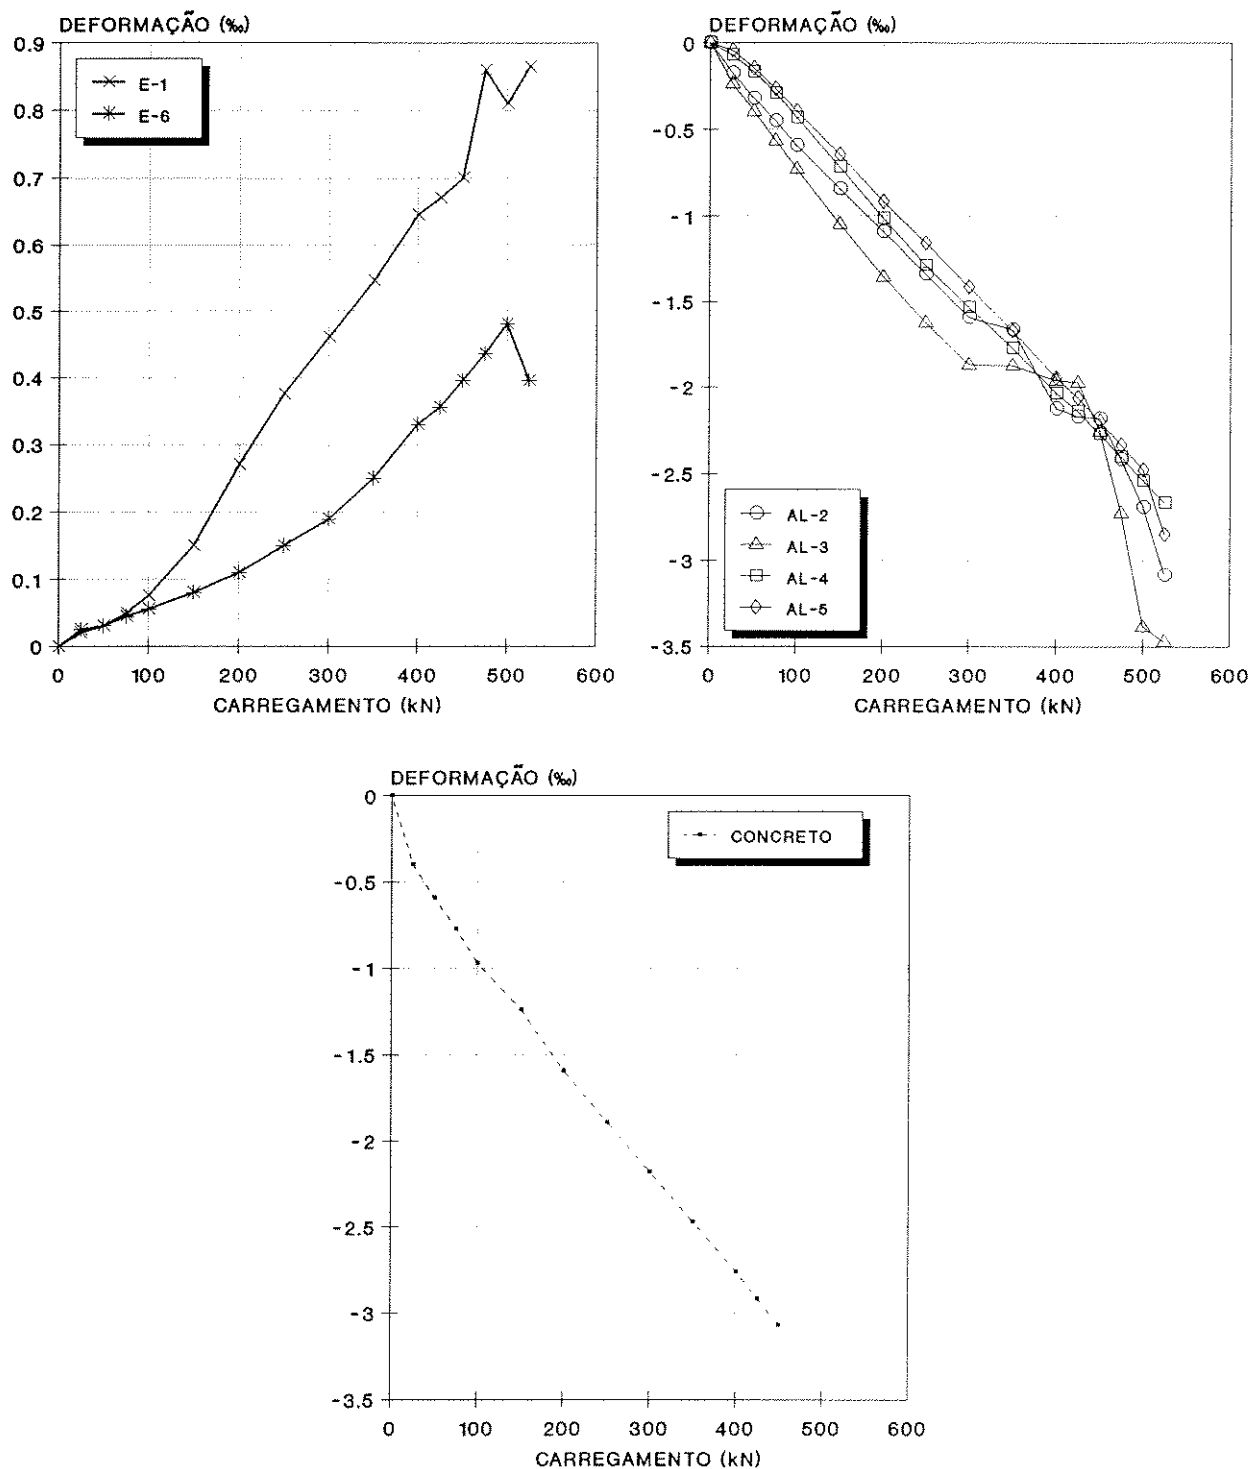 DEFORMAÇÃO (‰)
0.9
0.8
0.7
0.6
0.5
0.4
0.3
0.2
0.1
0
E-1
E-6
0 100 200 300 400 500 600
CARREGAMENTO (kN)
DEFORMAÇÃO (‰)
0
-0.5
-1
-1.5
-2
-2.5
-3
-3.5
AL-2
AL-3
AL-4
AL-5
0 100 200 300 400 500 600
CARREGAMENTO (kN)
DEFORMAÇÃO (‰)
0
-0.5
-1
-1.5
-2
-2.5
-3
-3.5
CONCRETO
0 100 200 300 400 500 600
CARREGAMENTO (kN)